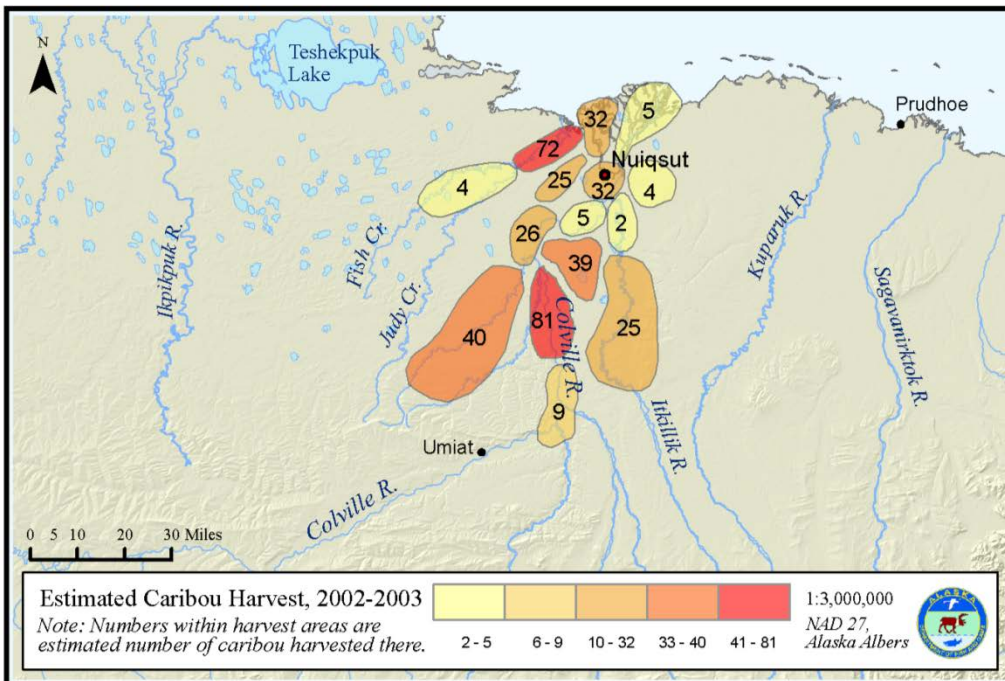 N
Teshekpuk
Lake
Prudhoe
5
32
72
Nuiqsut
25
4
32
4
5
2
26
39
Ikpikpuk R.
Fish Cr.
Judy Cr.
Kuparuk R.
Sagavanirktok R.
40
81
Colville R.
25
9
Itkillik R.
Umiat
Colville R.
0 5 10 20 30 Miles
Estimated Caribou Harvest, 2002-2003
Note: Numbers within harvest areas are
estimated number of caribou harvested there.
2 - 5 6 - 9 10 - 32 33 - 40 41 - 81
1:3,000,000
NAD 27,
Alaska Albers
ALASKA